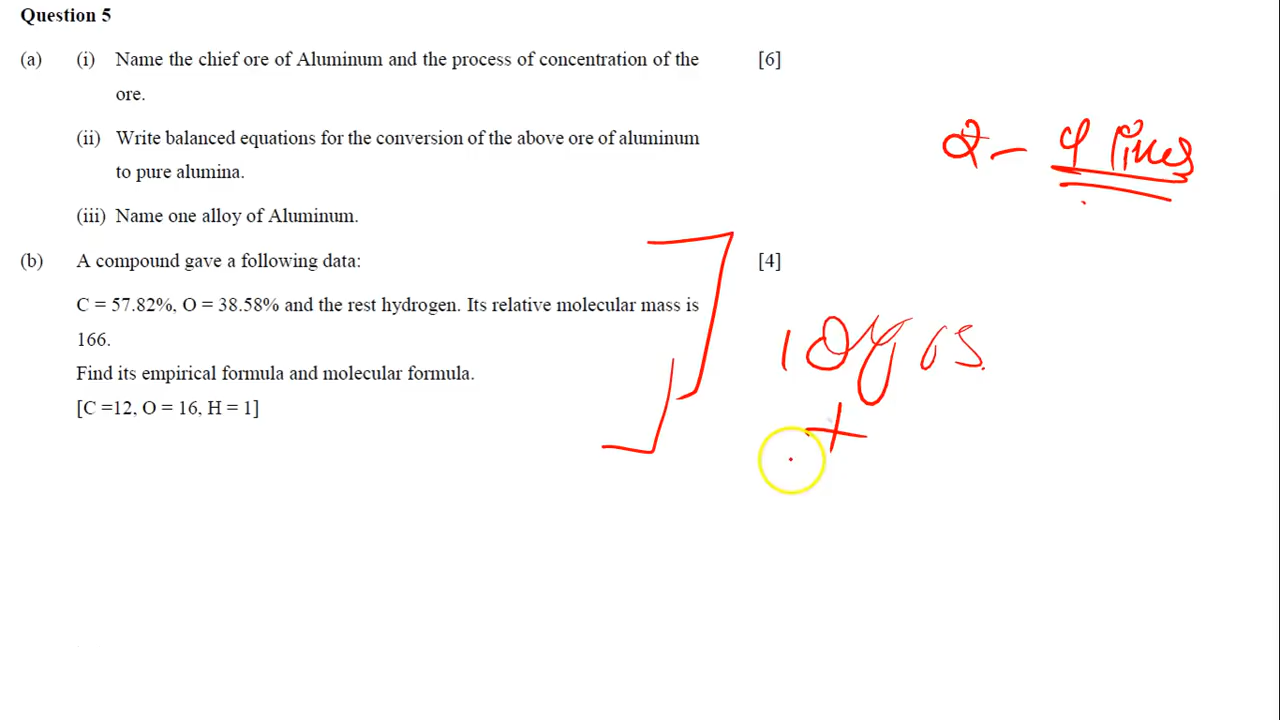 Question 5
(a) (i) Name the chief ore of Aluminum and the process of concentration of the [6]
ore.
(ii) Write balanced equations for the conversion of the above ore of aluminum
to pure alumina.
2 - 4 lines
(iii) Name one alloy of Aluminum.
(b) A compound gave a following data: [4]
C = 57.82%, O = 38.58% and the rest hydrogen. Its relative molecular mass is
166.
Find its empirical formula and molecular formula.
[C =12, O = 16, H = 1]
+